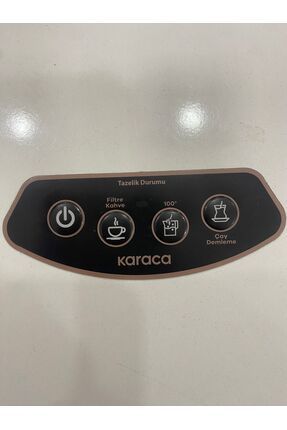 Tazelik Durumu
Filtre
Kahve
100°
Çay
Demleme
Karaca